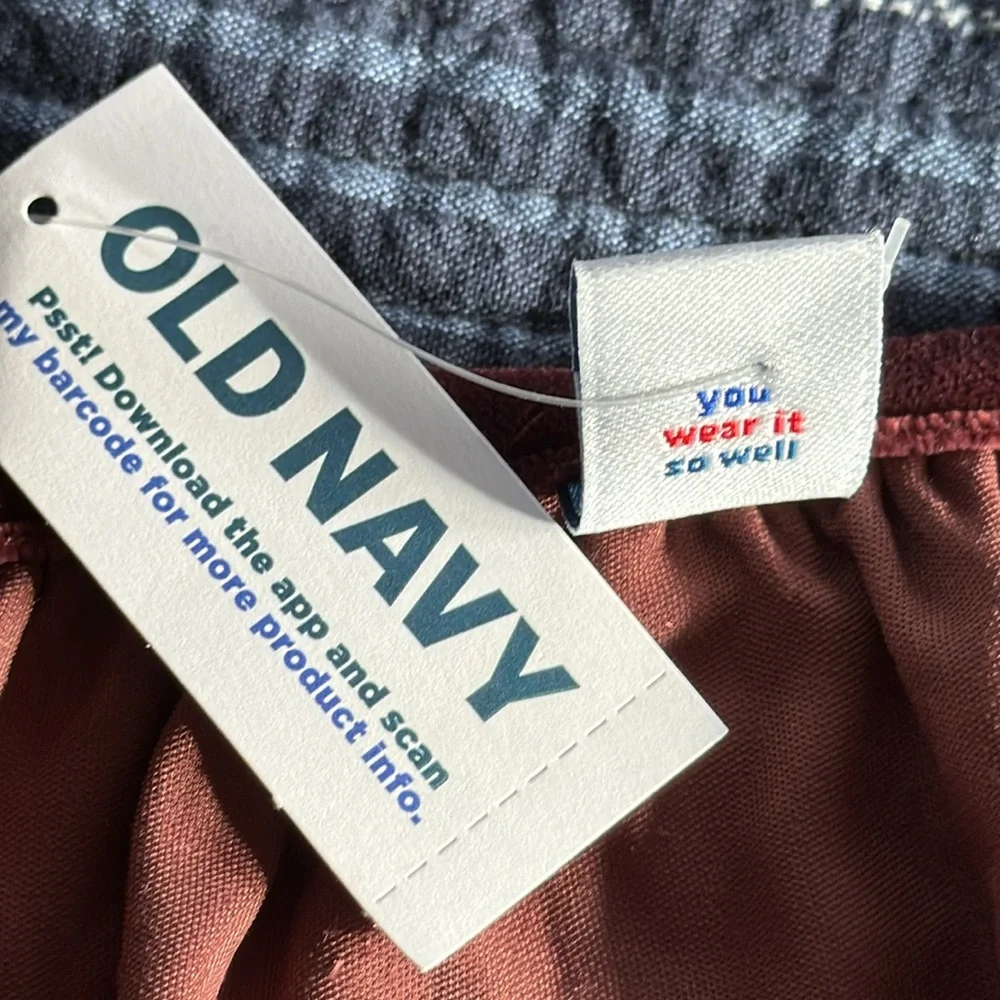 OLD NAVY
Psst! Download the app and scan
my barcode for more product info.
you
wear it
so well